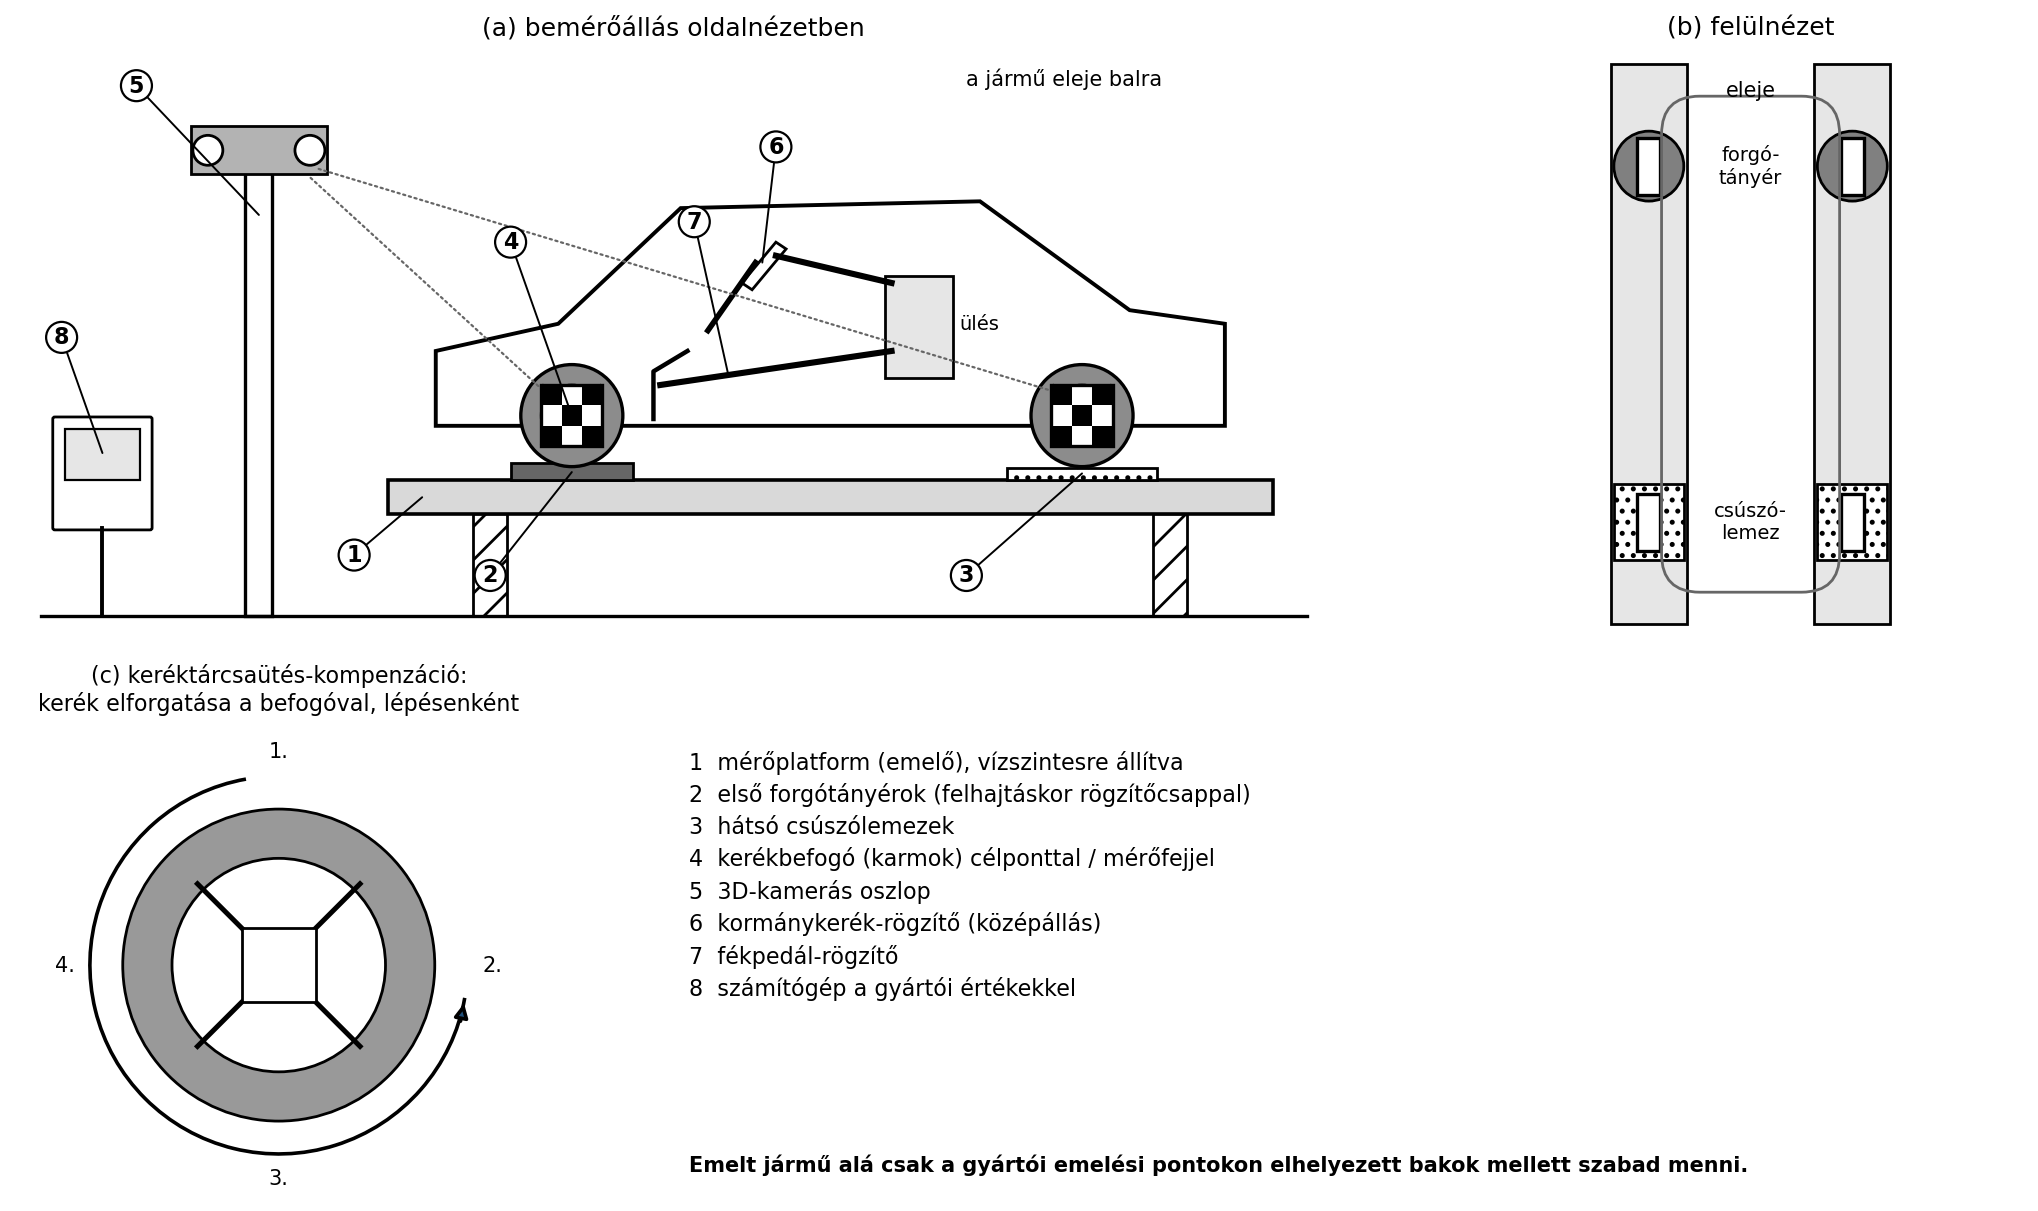 (a) bemérőállás oldalnézetben
(b) felülnézet
a jármű eleje balra
5
6
7
4
8
ülés
1
2
3
eleje
forgó-
tányér
csúszó-
lemez
(c) keréktárcsaütés-kompenzáció:
kerék elforgatása a befogóval, lépésenként
1.
2.
3.
4.
1 mérőplatform (emelő), vízszintesre állítva
2 első forgótányérok (felhajtáskor rögzítőcsappal)
3 hátsó csúszólemezek
4 kerékbefogó (karmok) célponttal / mérőfejjel
5 3D-kamerás oszlop
6 kormánykerék-rögzítő (középállás)
7 fékpedál-rögzítő
8 számítógép a gyártói értékekkel
Emelt jármű alá csak a gyártói emelési pontokon elhelyezett bakok mellett szabad menni.